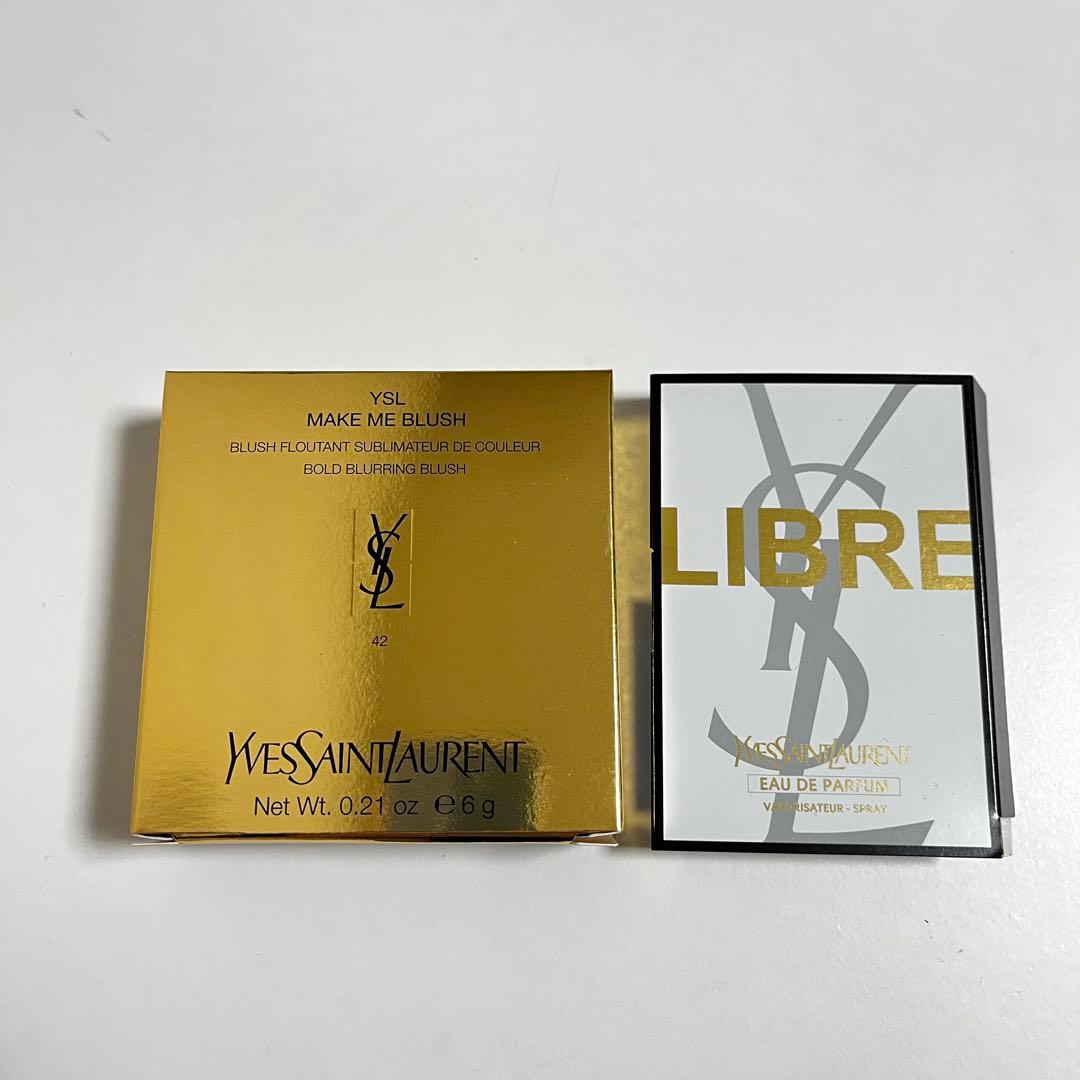 YSL
MAKE ME BLUSH
BLUSH FLOUTANT SUBLIMATEUR DE COULEUR
BOLD BLURRING BLUSH
YSL
42
YVESSAINTLAURENT
Net Wt. 0.21 oz ℮ 6 g
YSL
LIBRE
YVESSAINTLAURENT
EAU DE PARFUM
VAPORISATEUR - SPRAY